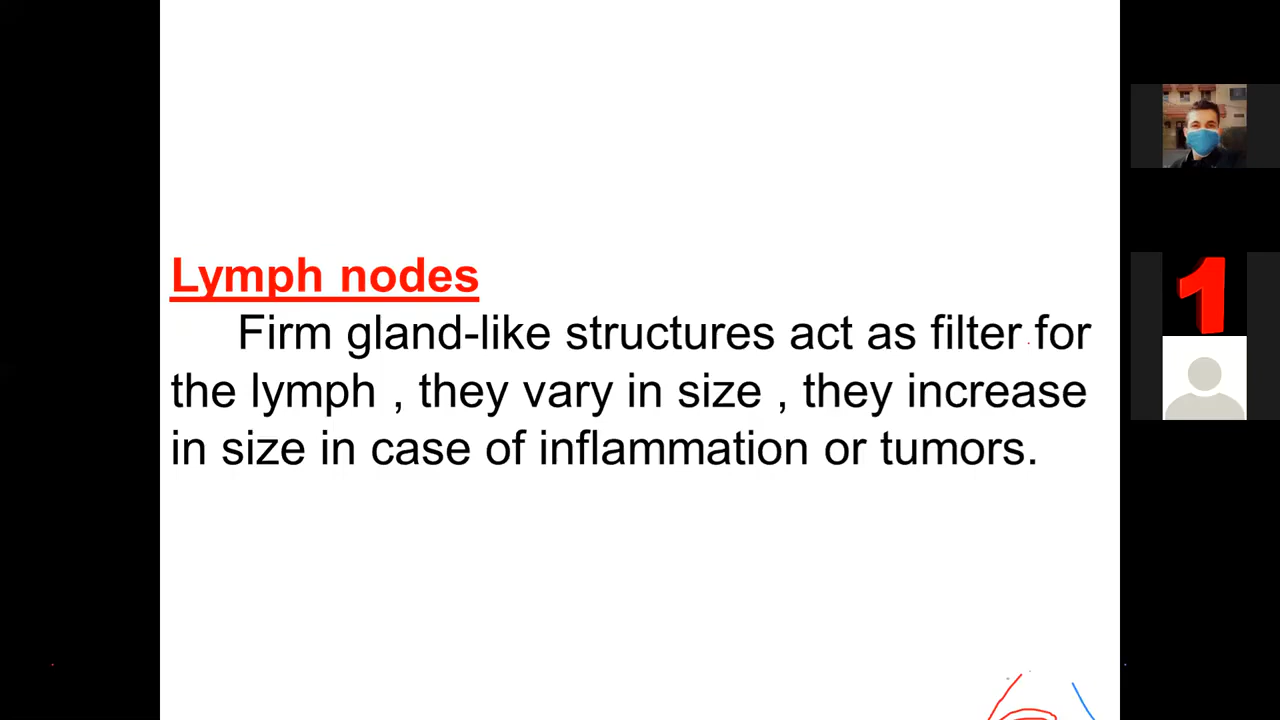 Lymph nodes
Firm gland-like structures act as filter for
the lymph , they vary in size , they increase
in size in case of inflammation or tumors.
1